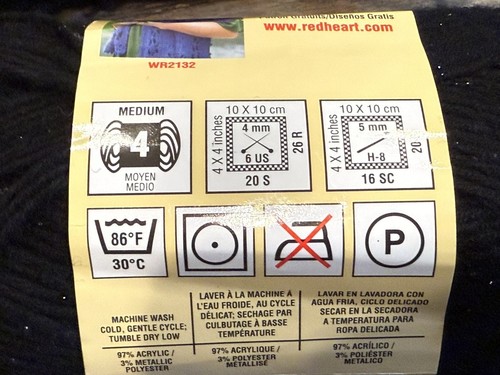 Gratuits/Diseños Gratis
www.redheart.com
WR2132
MEDIUM
4
MOYEN
MEDIO
10 X 10 cm
4 X 4 inches
4 mm
6 US
26 R
20 S
10 X 10 cm
4 X 4 inches
5 mm
H-8
20
16 SC
86°F
30°C
P
MACHINE WASH
COLD, GENTLE CYCLE;
TUMBLE DRY LOW
97% ACRYLIC /
3% METALLIC
POLYESTER
LAVER À LA MACHINE À
L'EAU FROIDE, AU CYCLE
DÉLICAT; SECHAGE PAR
CULBUTAGE À BASSE
TEMPÉRATURE
97% ACRYLIQUE /
3% POLYESTER
METALLISÉ
LAVAR EN LAVADORA CON
AGUA FRIA, CICLO DELICADO
SECAR EN LA SECADORA
A TEMPERATURA PARA
ROPA DELICADA
97% ACRÍLICO /
3% POLIÉSTER
METALICO